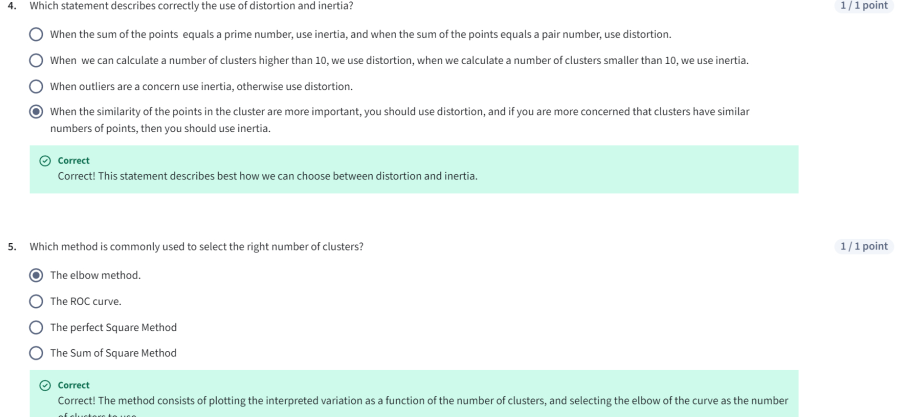 4. Which statement describes correctly the use of distortion and inertia? 1 / 1 point
When the sum of the points equals a prime number, use inertia, and when the sum of the points equals a pair number, use distortion.
When we can calculate a number of clusters higher than 10, we use distortion, when we calculate a number of clusters smaller than 10, we use inertia.
When outliers are a concern use inertia, otherwise use distortion.
When the similarity of the points in the cluster are more important, you should use distortion, and if you are more concerned that clusters have similar
numbers of points, then you should use inertia.
Correct
Correct! This statement describes best how we can choose between distortion and inertia.
5. Which method is commonly used to select the right number of clusters? 1 / 1 point
The elbow method.
The ROC curve.
The perfect Square Method
The Sum of Square Method
Correct
Correct! The method consists of plotting the interpreted variation as a function of the number of clusters, and selecting the elbow of the curve as the number
of clusters to use